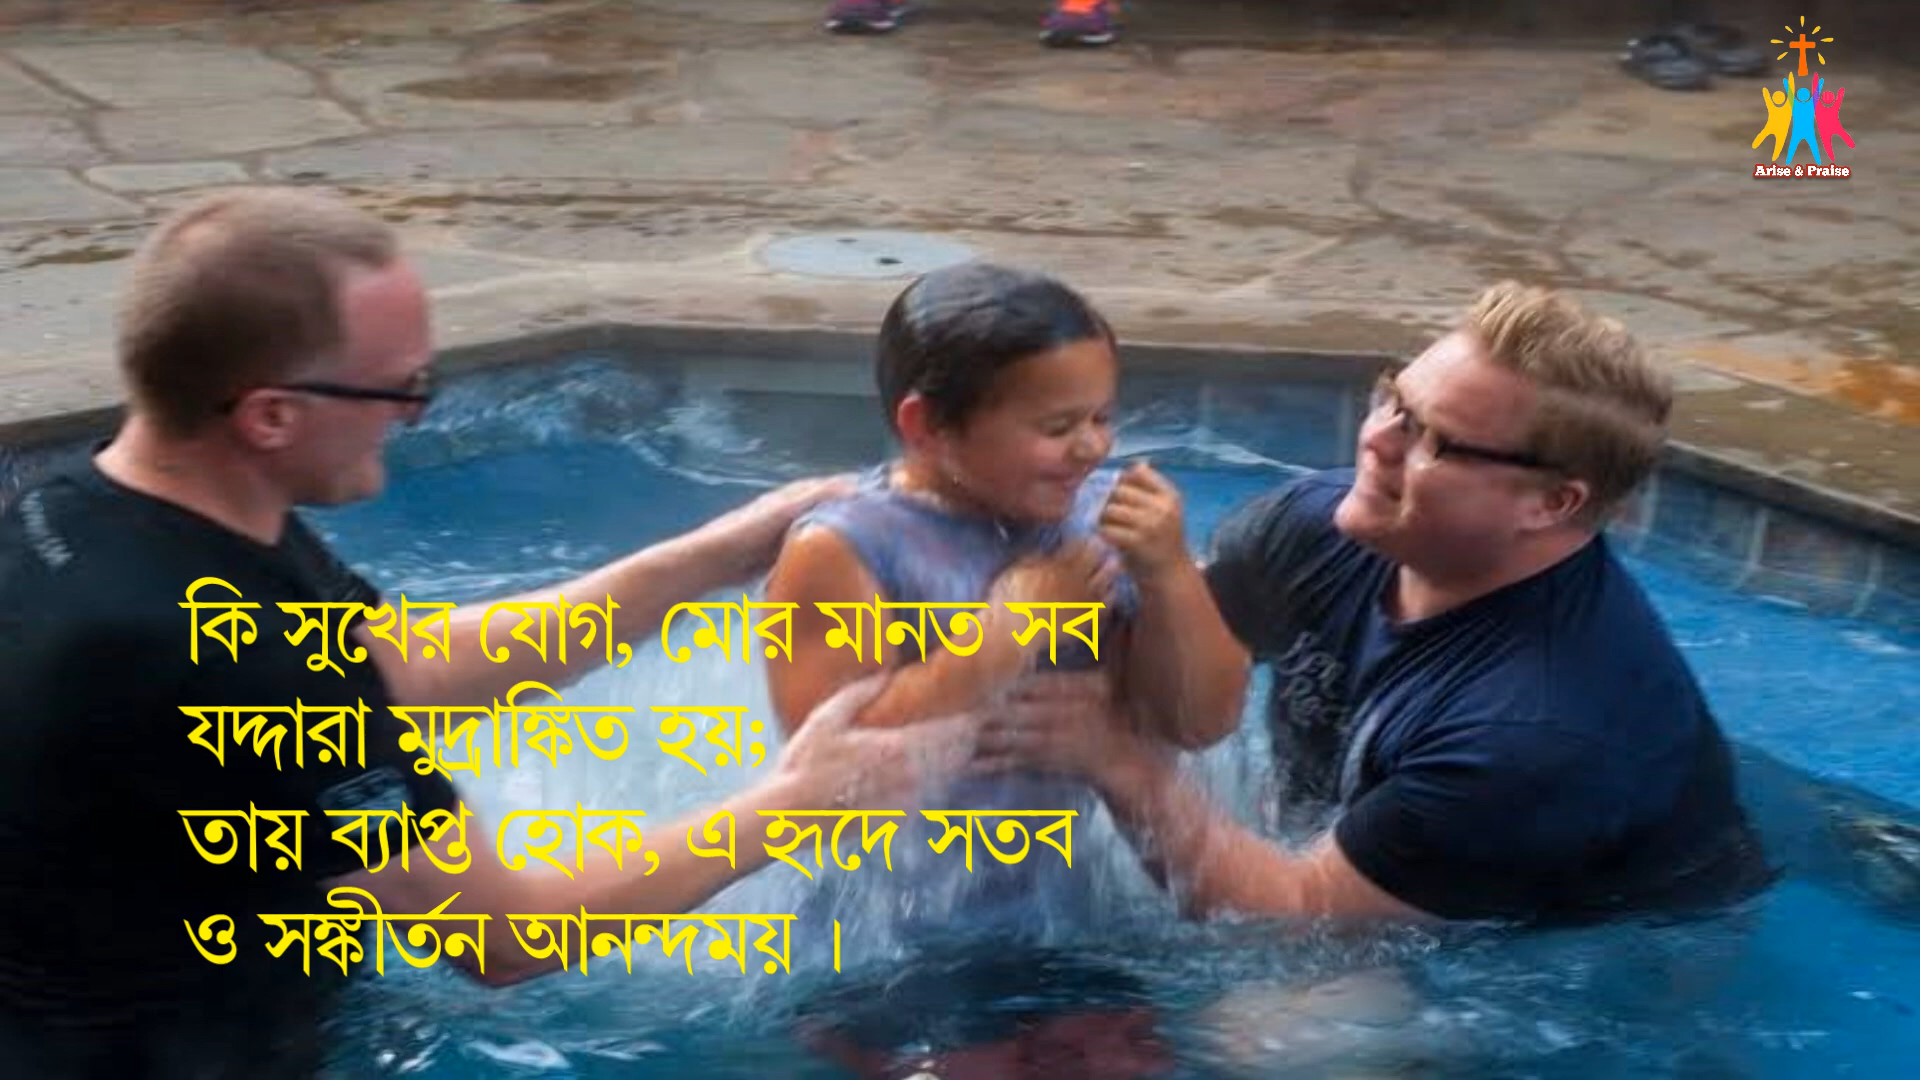 Arise & Praise
কি সুখের যোগ, মোর মানত সব
যদ্দারা মুদ্রাঙ্কিত হয়;
তায় ব্যাপ্ত হোক, এ হৃদে সতব
ও সঙ্কীর্তন আনন্দময় ।